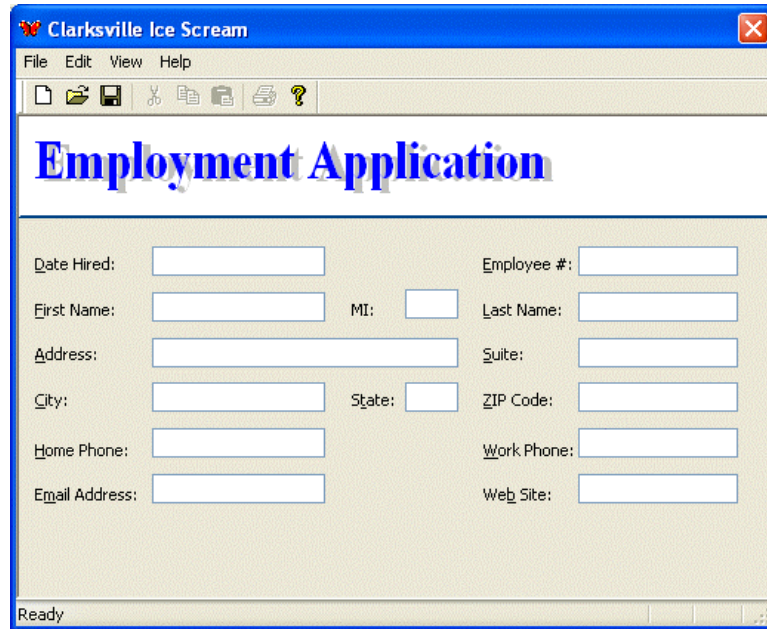 Clarksville Ice Scream
File Edit View Help
Employment Application
Date Hired: Employee #:
First Name: MI: Last Name:
Address: Suite:
City: State: ZIP Code:
Home Phone: Work Phone:
Email Address: Web Site:
Ready